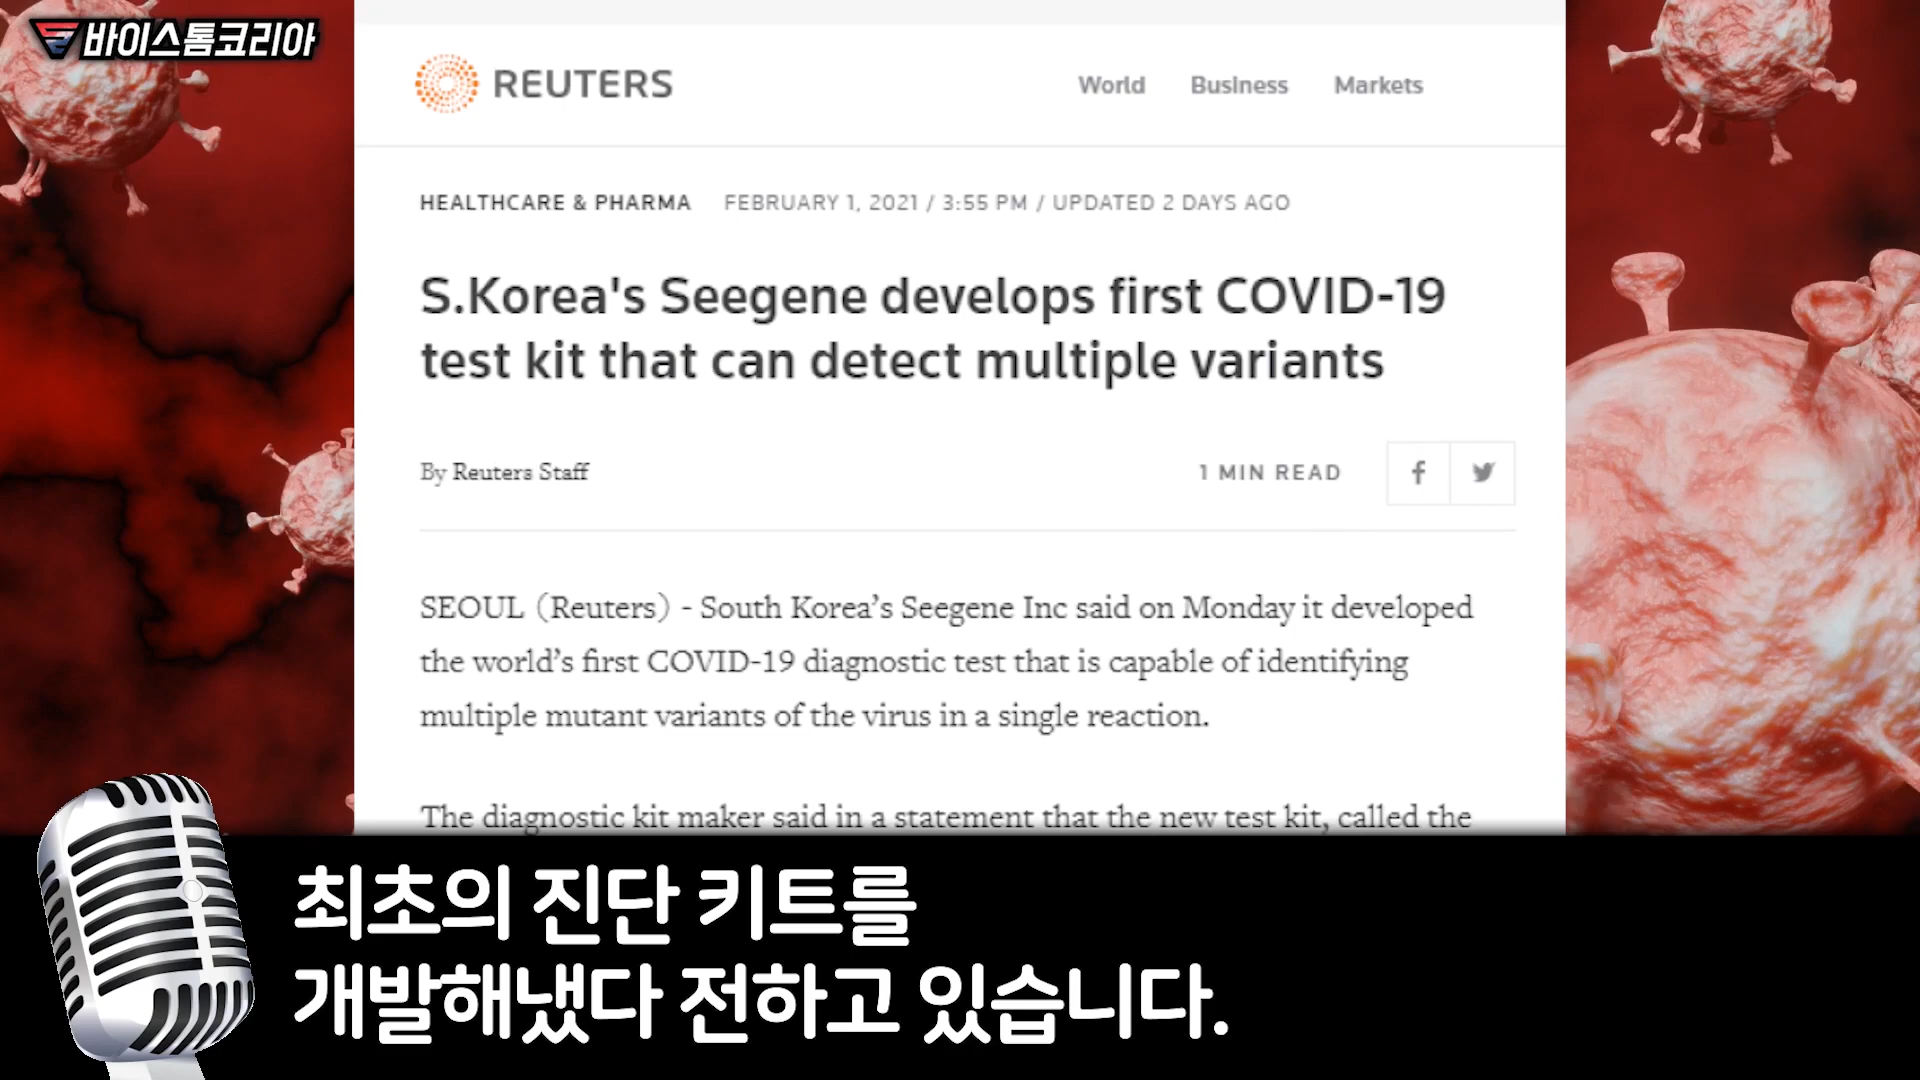 바이스톰코리아
REUTERS
World Business Markets
HEALTHCARE & PHARMA FEBRUARY 1, 2021 / 3:55 PM / UPDATED 2 DAYS AGO
S.Korea's Seegene develops first COVID-19
test kit that can detect multiple variants
By Reuters Staff
1 MIN READ
SEOUL (Reuters) - South Korea’s Seegene Inc said on Monday it developed
the world’s first COVID-19 diagnostic test that is capable of identifying
multiple mutant variants of the virus in a single reaction.
The diagnostic kit maker said in a statement that the new test kit, called the
최초의 진단 키트를
개발해냈다 전하고 있습니다.